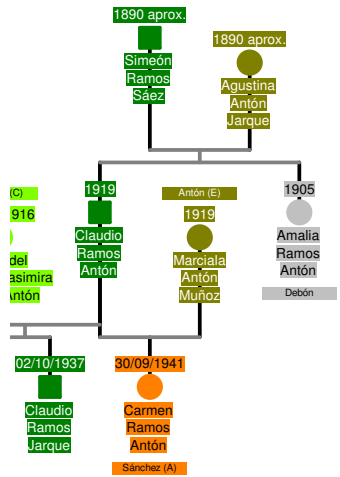 1890 aprox.
Simeón
Ramos
Sáez
1890 aprox.
Agustina
Antón
Jarque
(C)
1916
del
asimira
Antón
1919
Claudio
Ramos
Antón
Antón (E)
1919
Marciala
Antón
Muñoz
1905
Amalia
Ramos
Antón
Debón
02/10/1937
Claudio
Ramos
Jarque
30/09/1941
Carmen
Ramos
Antón
Sánchez (A)